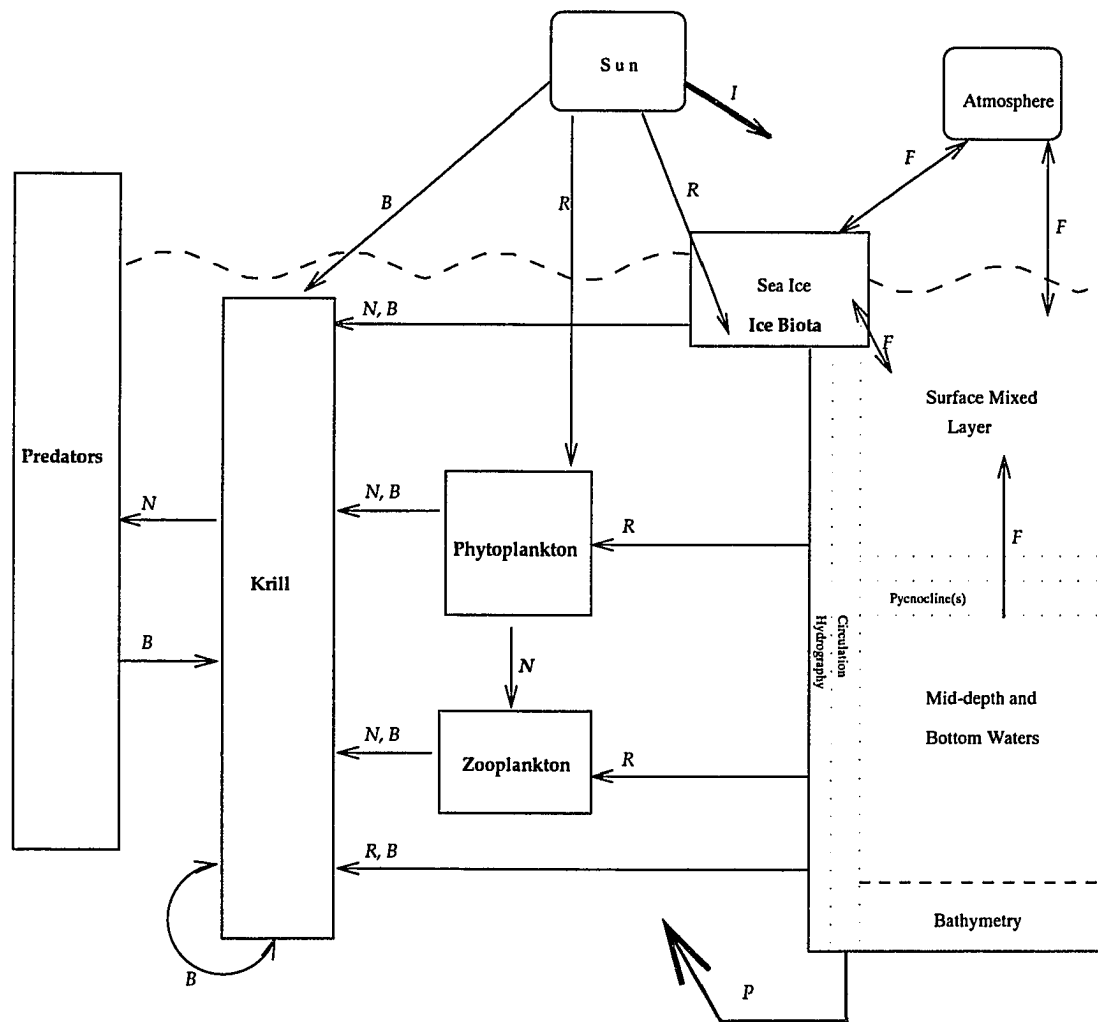 S u n
I
Atmosphere
F
B
R
R
F
Sea Ice
Ice Biota
N, B
F
Surface Mixed
Layer
Predators
N, B
N
R
Phytoplankton
F
Krill
Pycnocline(s)
Circulation
Hydrography
B
N
Mid-depth and
Bottom Waters
N, B
Zooplankton
R
R, B
Bathymetry
B
P